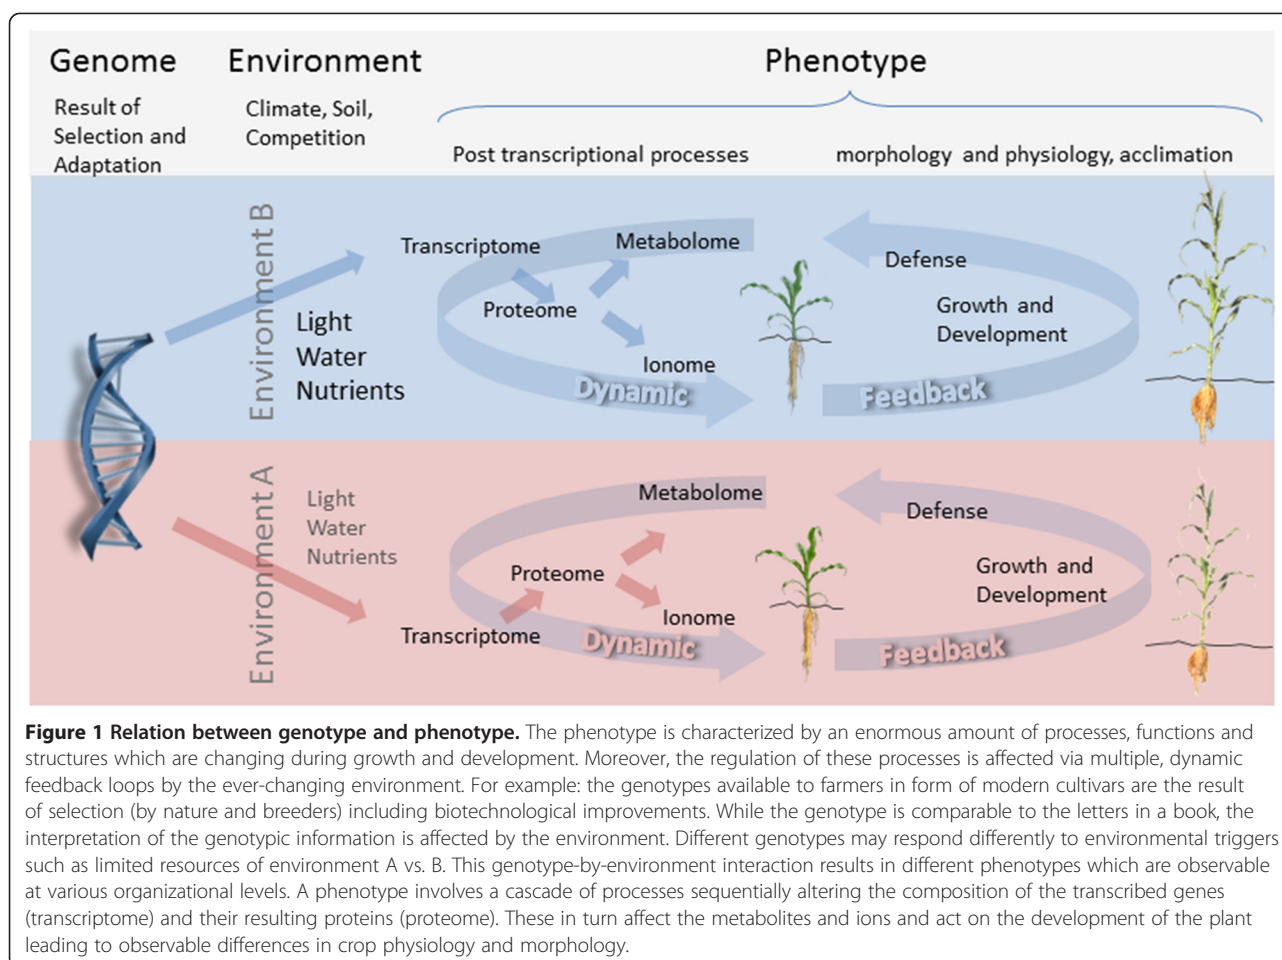 Genome
Environment
Phenotype
Result of
Selection and
Adaptation
Climate, Soil,
Competition
Post transcriptional processes
morphology and physiology, acclimation
Environment B
Light
Water
Nutrients
Transcriptome
Metabolome
Proteome
Ionome
Dynamic
Defense
Growth and
Development
Feedback
Environment A
Light
Water
Nutrients
Metabolome
Proteome
Ionome
Transcriptome
Dynamic
Defense
Growth and
Development
Feedback
Figure 1 Relation between genotype and phenotype. The phenotype is characterized by an enormous amount of processes, functions and
structures which are changing during growth and development. Moreover, the regulation of these processes is affected via multiple, dynamic
feedback loops by the ever-changing environment. For example: the genotypes available to farmers in form of modern cultivars are the result
of selection (by nature and breeders) including biotechnological improvements. While the genotype is comparable to the letters in a book, the
interpretation of the genotypic information is affected by the environment. Different genotypes may respond differently to environmental triggers
such as limited resources of environment A vs. B. This genotype-by-environment interaction results in different phenotypes which are observable
at various organizational levels. A phenotype involves a cascade of processes sequentially altering the composition of the transcribed genes
(transcriptome) and their resulting proteins (proteome). These in turn affect the metabolites and ions and act on the development of the plant
leading to observable differences in crop physiology and morphology.